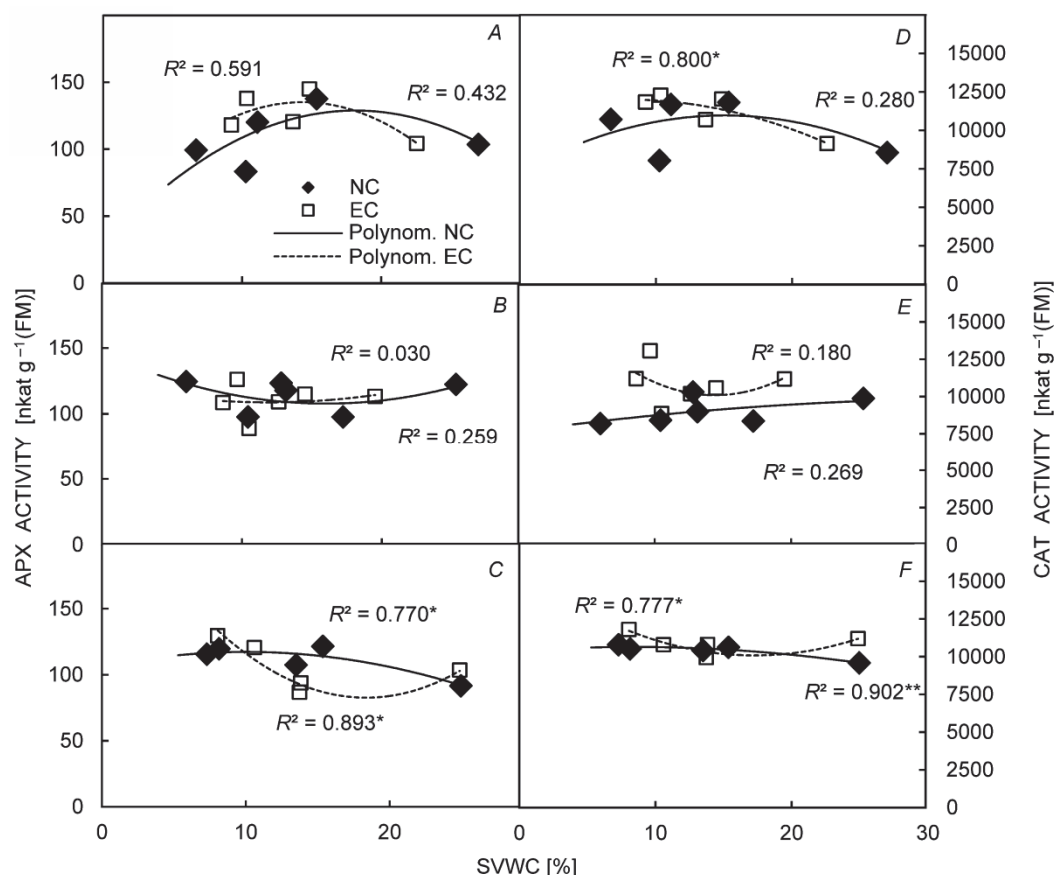 A
R² = 0.591
R² = 0.432
NC
EC
Polynom. NC
Polynom. EC
150
100
50
0
D
R² = 0.800*
R² = 0.280
15000
12500
10000
7500
5000
2500
0
B
R² = 0.030
R² = 0.259
150
100
50
0
E
R² = 0.180
R² = 0.269
15000
12500
10000
7500
5000
2500
0
C
R² = 0.770*
R² = 0.893*
150
100
50
0
F
R² = 0.777*
R² = 0.902**
15000
12500
10000
7500
5000
2500
0
0 10 20 0 10 20 30
SVWC [%]
APX ACTIVITY [nkat g⁻¹(FM)]
CAT ACTIVITY [nkat g⁻¹(FM)]